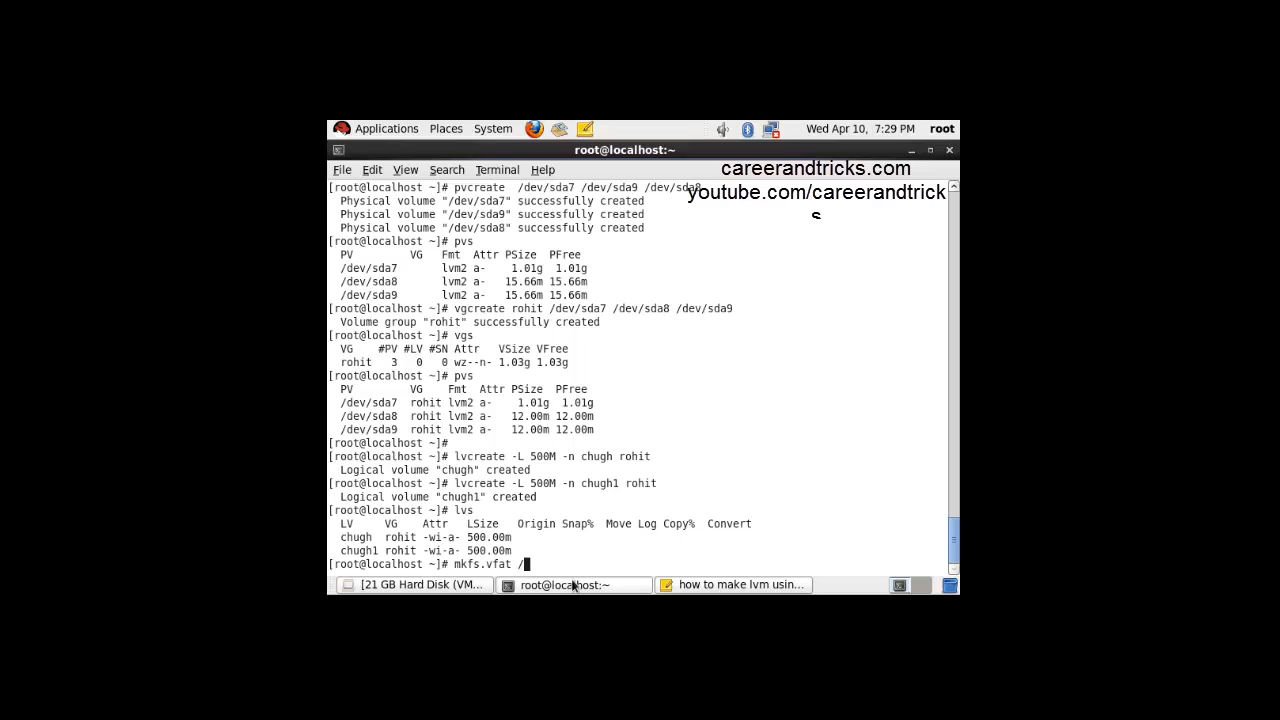 Applications Places System Wed Apr 10, 7:29 PM root
root@localhost:~
File Edit View Search Terminal Help
careerandtricks.com
youtube.com/careerandtrick
s
[root@localhost ~]# pvcreate  /dev/sda7 /dev/sda9 /dev/sda8
  Physical volume "/dev/sda7" successfully created
  Physical volume "/dev/sda9" successfully created
  Physical volume "/dev/sda8" successfully created
[root@localhost ~]# pvs
  PV         VG   Fmt  Attr PSize  PFree
  /dev/sda7       lvm2 a-    1.01g  1.01g
  /dev/sda8       lvm2 a-   15.66m 15.66m
  /dev/sda9       lvm2 a-   15.66m 15.66m
[root@localhost ~]# vgcreate rohit /dev/sda7 /dev/sda8 /dev/sda9
  Volume group "rohit" successfully created
[root@localhost ~]# vgs
  VG    #PV #LV #SN Attr   VSize VFree
  rohit   3   0   0 wz--n- 1.03g 1.03g
[root@localhost ~]# pvs
  PV         VG    Fmt  Attr PSize  PFree
  /dev/sda7  rohit lvm2 a-    1.01g  1.01g
  /dev/sda8  rohit lvm2 a-   12.00m 12.00m
  /dev/sda9  rohit lvm2 a-   12.00m 12.00m
[root@localhost ~]#
[root@localhost ~]# lvcreate -L 500M -n chugh rohit
  Logical volume "chugh" created
[root@localhost ~]# lvcreate -L 500M -n chugh1 rohit
  Logical volume "chugh1" created
[root@localhost ~]# lvs
  LV     VG    Attr   LSize   Origin Snap%  Move Log Copy%  Convert
  chugh  rohit -wi-a- 500.00m
  chugh1 rohit -wi-a- 500.00m
[root@localhost ~]# mkfs.vfat /
[21 GB Hard Disk (VM... root@localhost:~ how to make lvm usin...